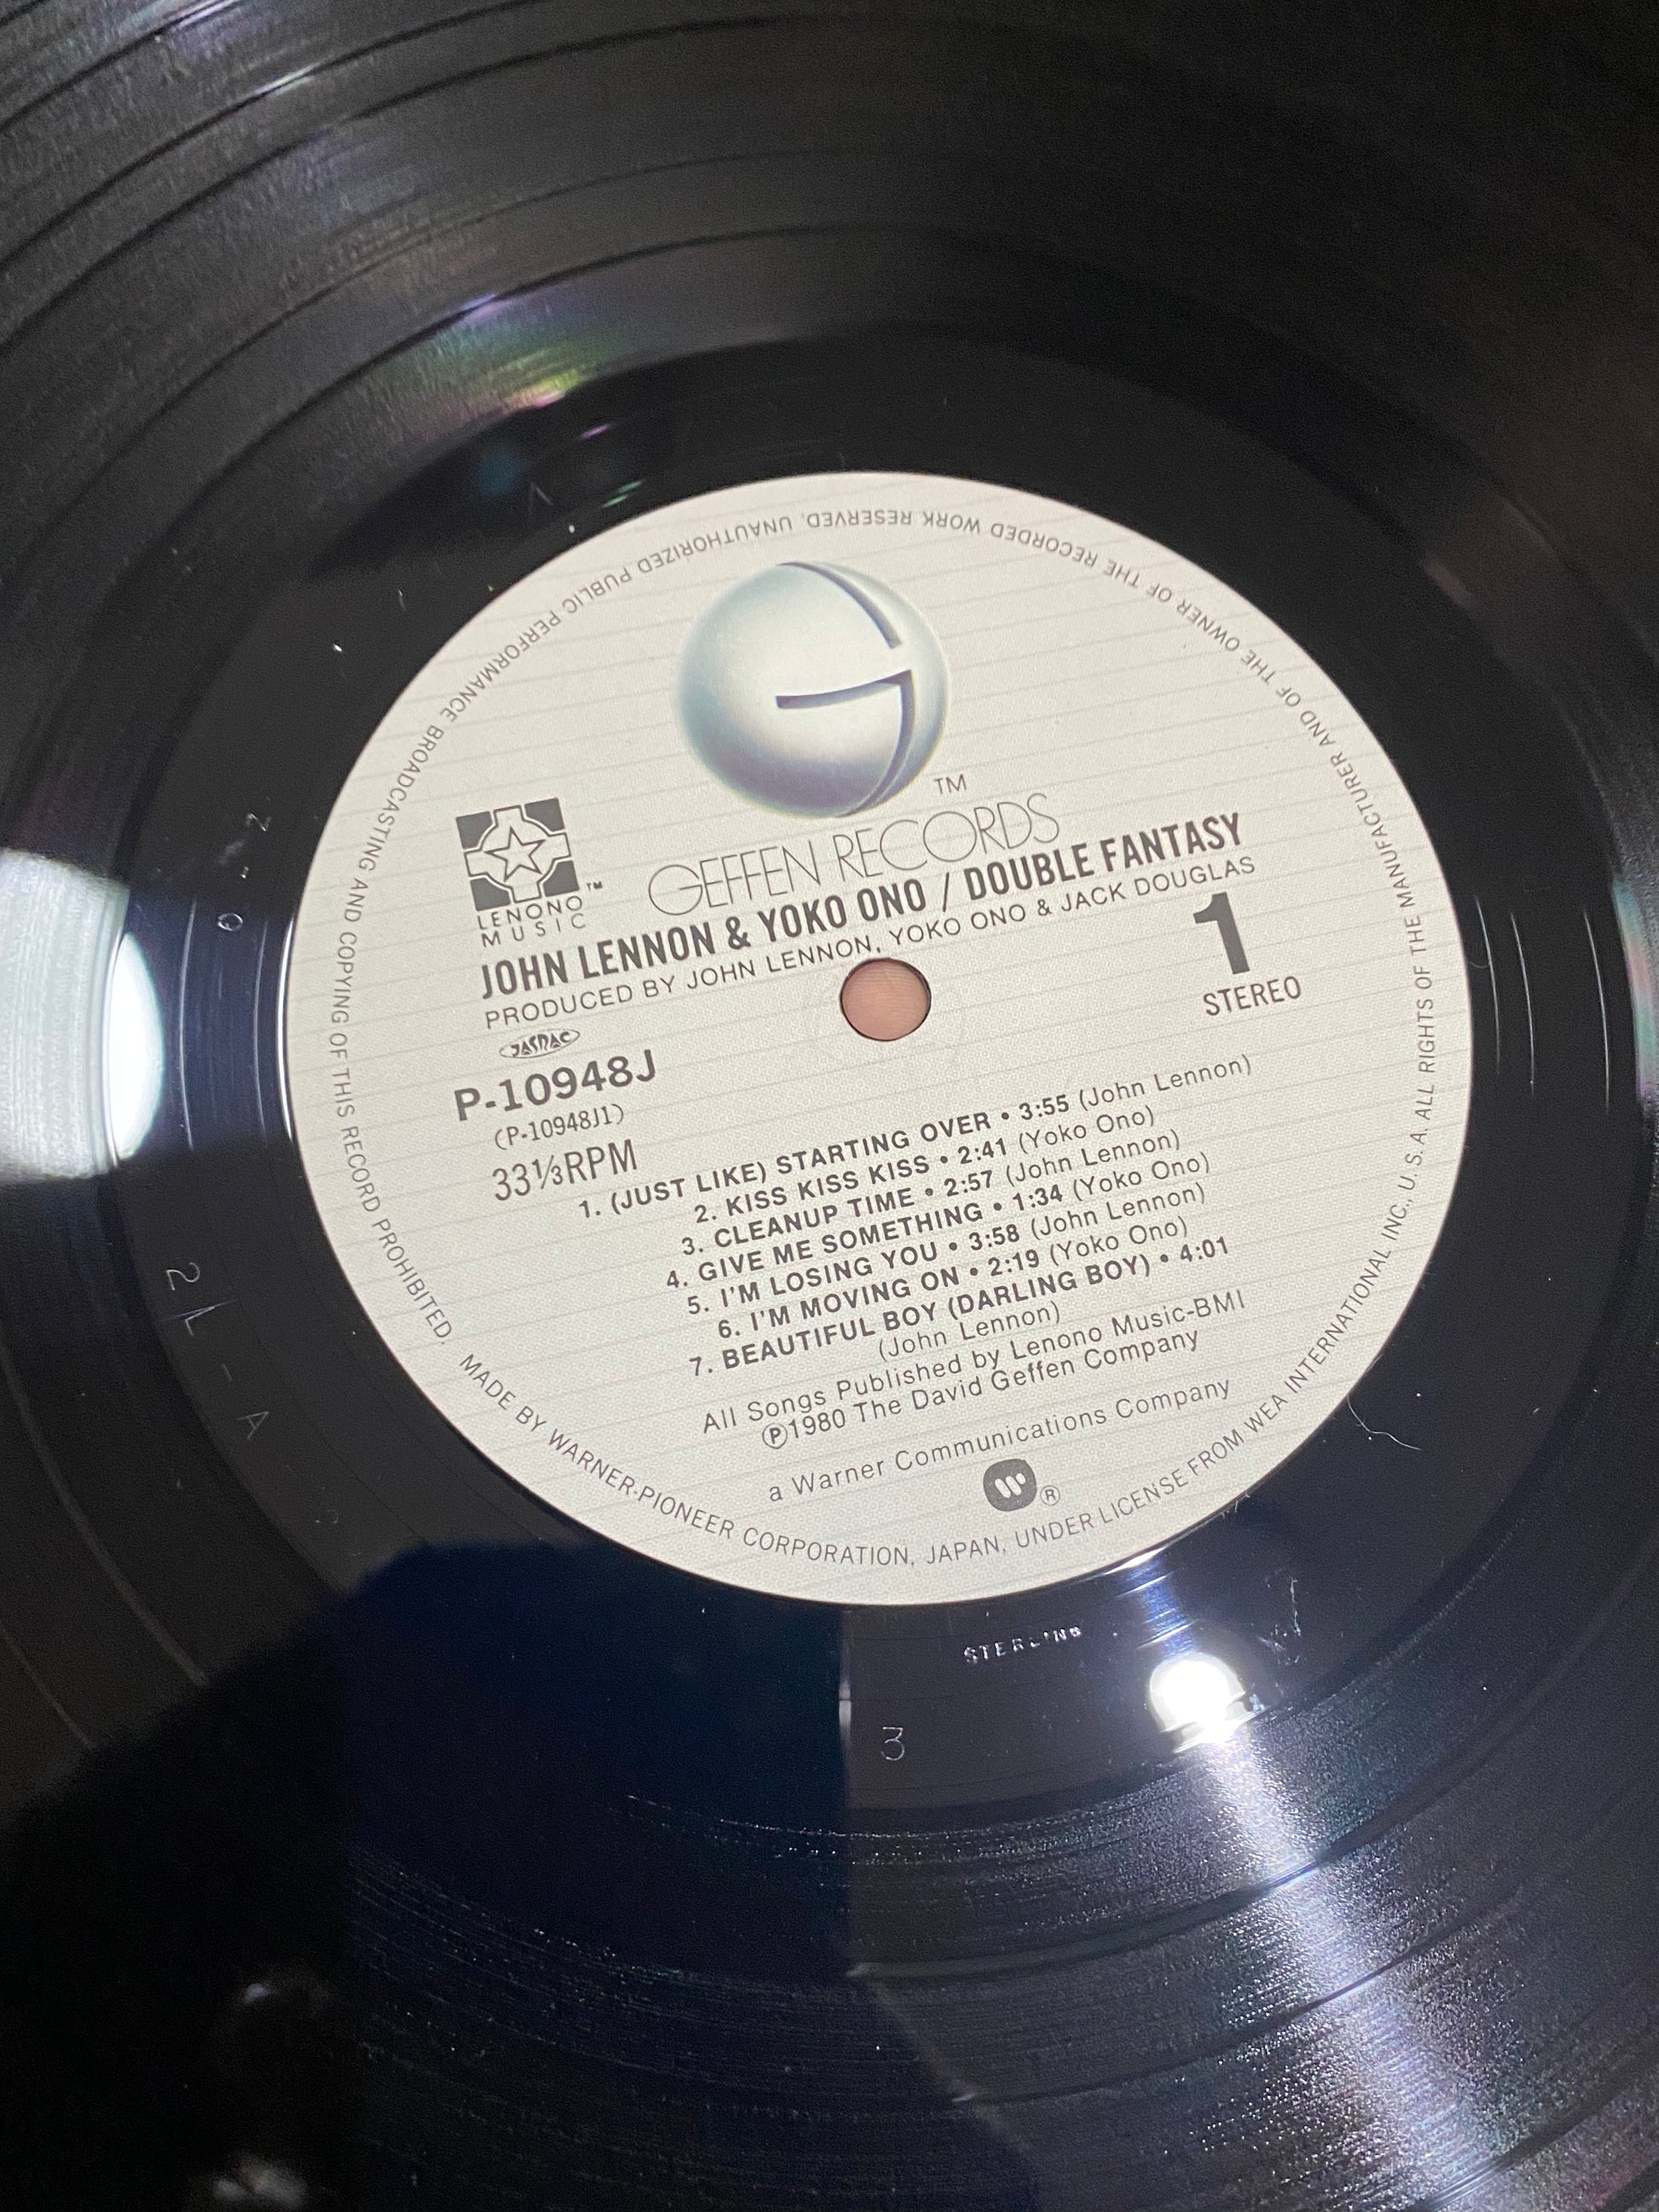 TM
GEFFEN RECORDS
TM
LENONO
MUSIC
JOHN LENNON & YOKO ONO / DOUBLE FANTASY
PRODUCED BY JOHN LENNON, YOKO ONO & JACK DOUGLAS
JASRAC
1
STEREO
P-10948J
(P-10948J1)
33⅓RPM
1. (JUST LIKE) STARTING OVER • 3:55 (John Lennon)
2. KISS KISS KISS • 2:41 (Yoko Ono)
3. CLEANUP TIME • 2:57 (John Lennon)
4. GIVE ME SOMETHING • 1:34 (Yoko Ono)
5. I'M LOSING YOU • 3:58 (John Lennon)
6. I'M MOVING ON • 2:19 (Yoko Ono)
7. BEAUTIFUL BOY (DARLING BOY) • 4:01
(John Lennon)
All Songs Published by Lenono Music-BMI
Ⓟ1980 The David Geffen Company
a Warner Communications Company
W ®
MADE BY WARNER-PIONEER CORPORATION, JAPAN, UNDER LICENSE FROM WEA INTERNATIONAL INC., U.S.A. ALL RIGHTS OF THE MANUFACTURER AND OF THE OWNER OF THE RECORDED WORK RESERVED. UNAUTHORIZED PUBLIC PERFORMANCE BROADCASTING AND COPYING OF THIS RECORD PROHIBITED.
STERLING
3